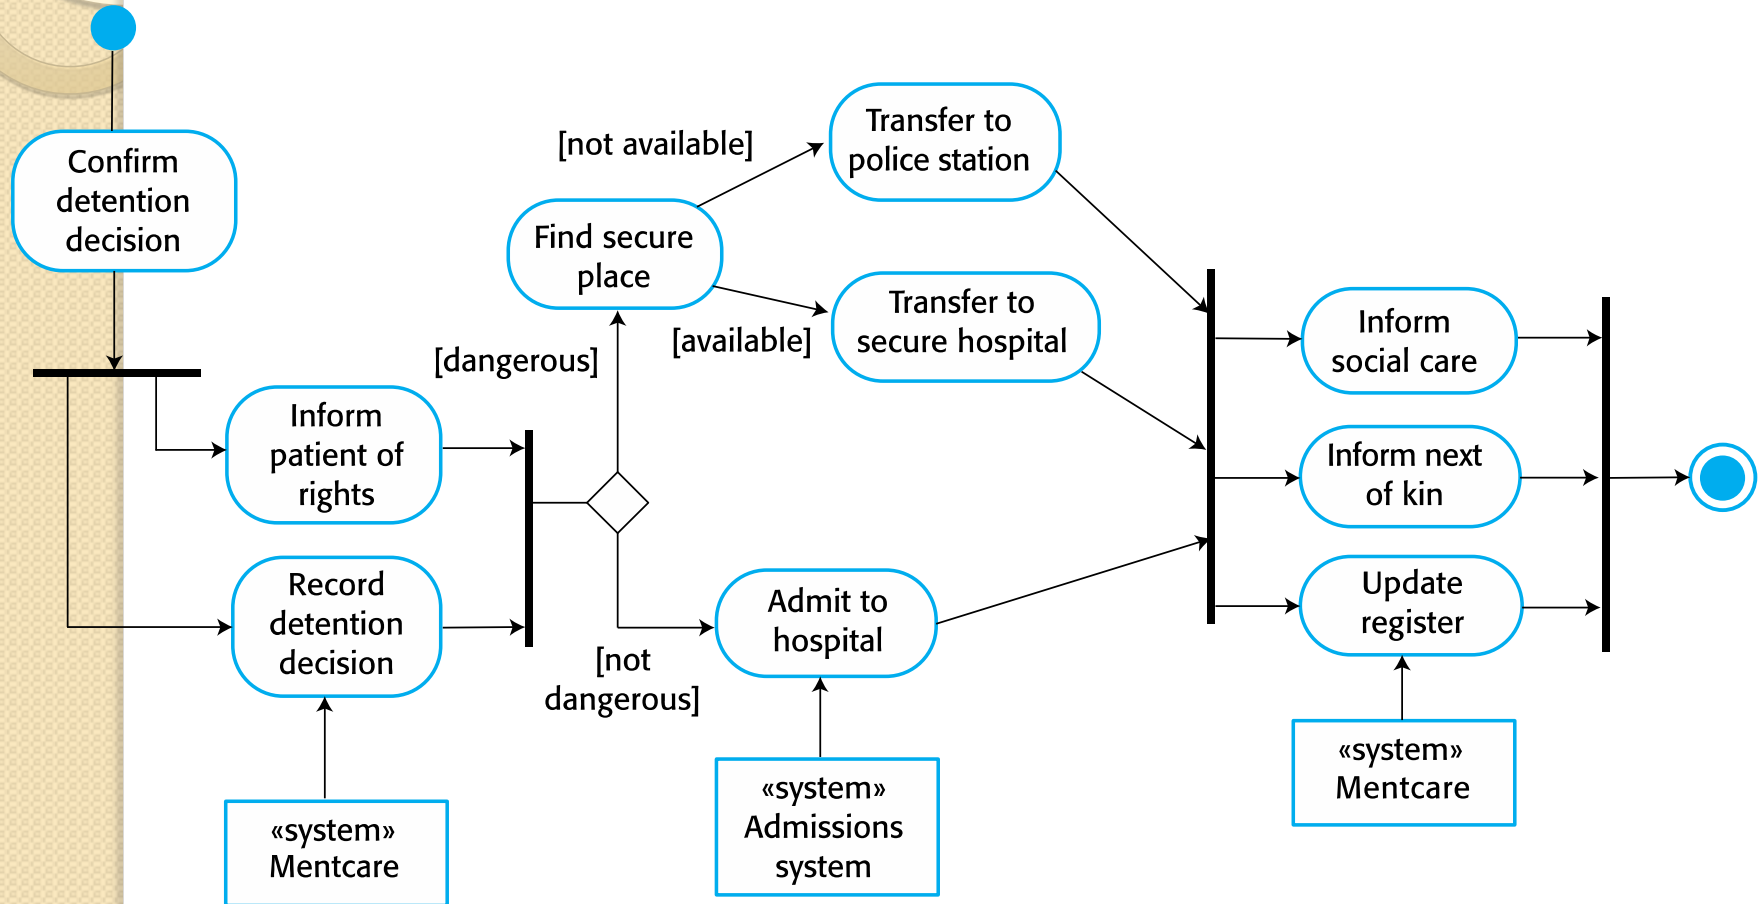 Confirm
detention
decision
Inform
patient of
rights
Record
detention
decision
«system»
Mentcare
[dangerous]
[not
dangerous]
Find secure
place
[not available]
[available]
Transfer to
police station
Transfer to
secure hospital
Admit to
hospital
«system»
Admissions
system
Inform
social care
Inform next
of kin
Update
register
«system»
Mentcare